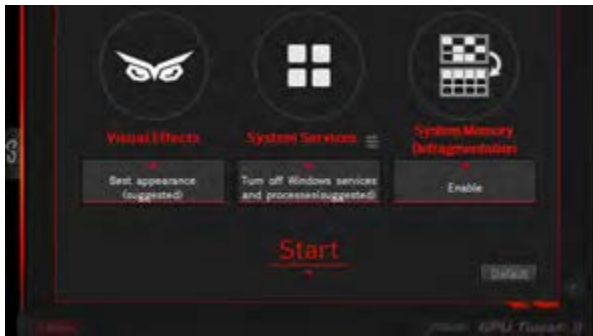 Visual Effects
System Services
System Memory
Defragmentation
Best appearance
(suggested)
Turn off Windows services
and processes(suggested)
Enable
Start
Default
GPU Tweak II